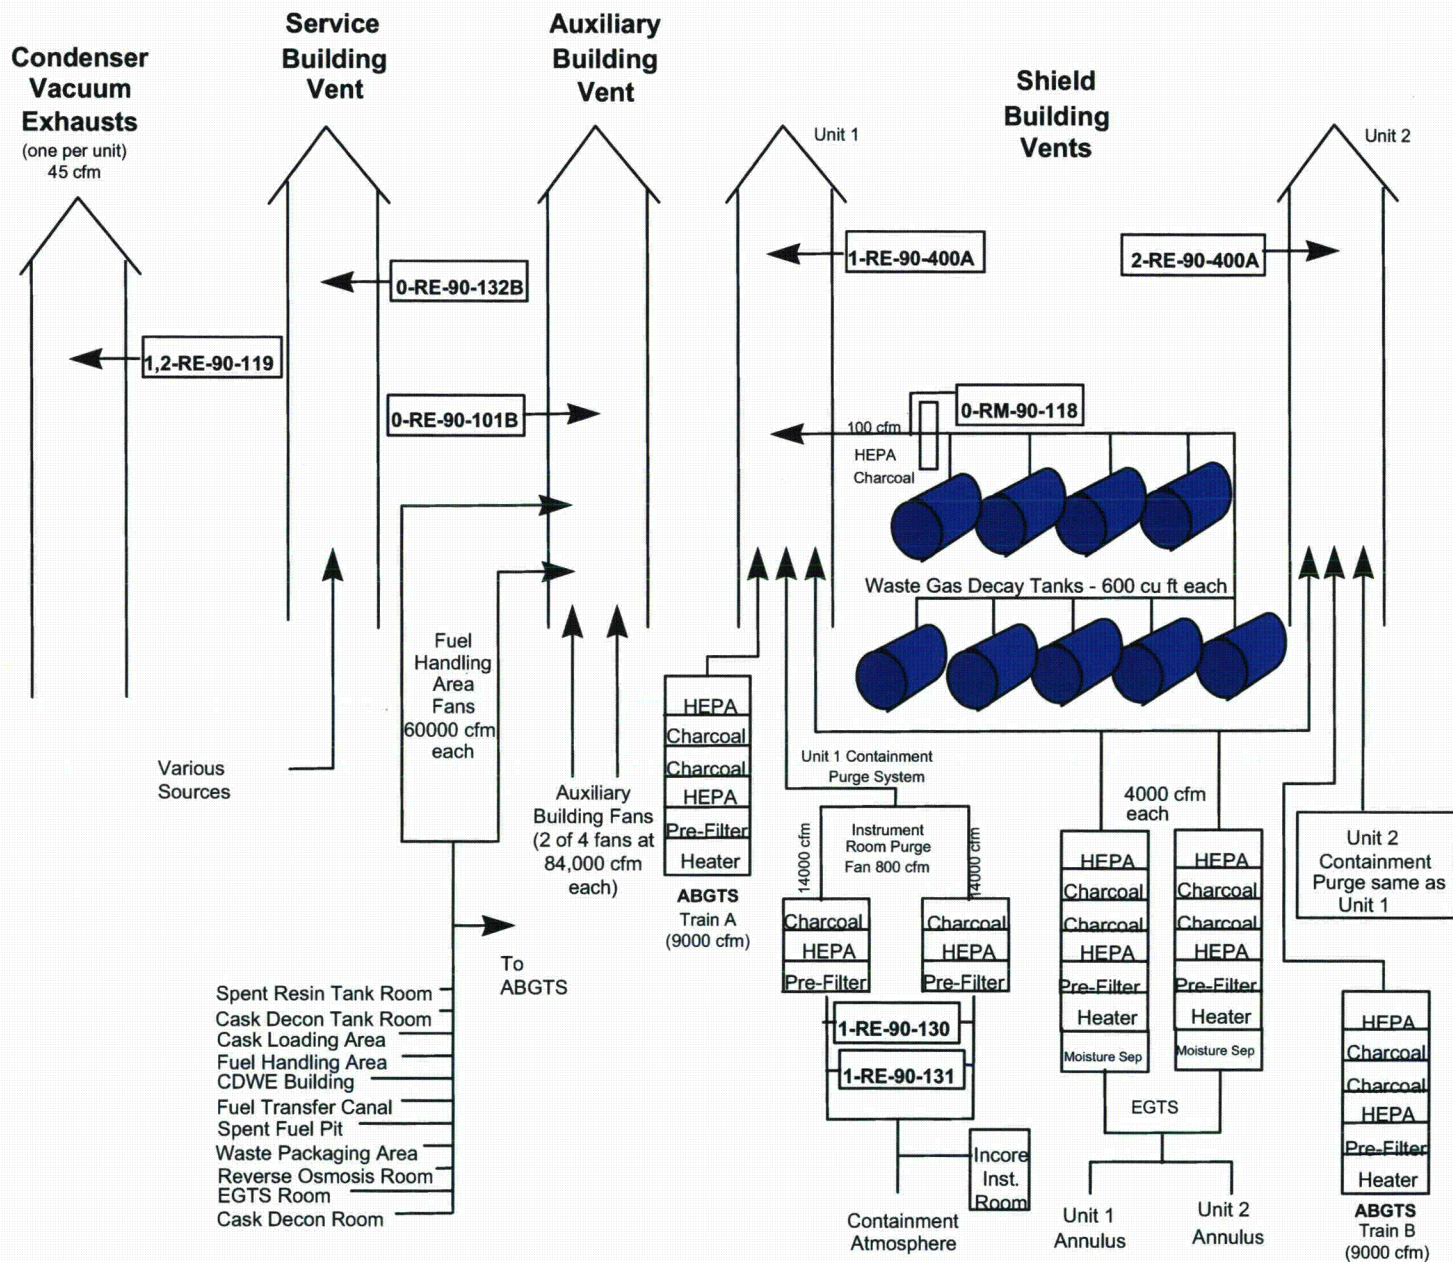 Condenser
Vacuum
Exhausts
(one per unit)
45 cfm
Service
Building
Vent
Auxiliary
Building
Vent
Shield
Building
Vents
Unit 1
Unit 2
1-RE-90-400A
2-RE-90-400A
0-RE-90-132B
1,2-RE-90-119
0-RE-90-101B
0-RM-90-118
100 cfm
HEPA
Charcoal
Waste Gas Decay Tanks - 600 cu ft each
Fuel
Handling
Area
Fans
60000 cfm
each
Various
Sources
Auxiliary
Building Fans
(2 of 4 fans at
84,000 cfm
each)
HEPA
Charcoal
Charcoal
HEPA
Pre-Filter
Heater
ABGTS
Train A
(9000 cfm)
Unit 1 Containment
Purge System
14000 cfm
Instrument
Room Purge
Fan 800 cfm
14000 cfm
Charcoal
HEPA
Pre-Filter
Charcoal
HEPA
Pre-Filter
1-RE-90-130
1-RE-90-131
Incore
Inst.
Room
Containment
Atmosphere
4000 cfm
each
HEPA
Charcoal
Charcoal
HEPA
Pre-Filter
Heater
Moisture Sep
HEPA
Charcoal
Charcoal
HEPA
Pre-Filter
Heater
Moisture Sep
EGTS
Unit 1
Annulus
Unit 2
Annulus
Unit 2
Containment
Purge same as
Unit 1
HEPA
Charcoal
Charcoal
HEPA
Pre-Filter
Heater
ABGTS
Train B
(9000 cfm)
To
ABGTS
Spent Resin Tank Room
Cask Decon Tank Room
Cask Loading Area
Fuel Handling Area
CDWE Building
Fuel Transfer Canal
Spent Fuel Pit
Waste Packaging Area
Reverse Osmosis Room
EGTS Room
Cask Decon Room